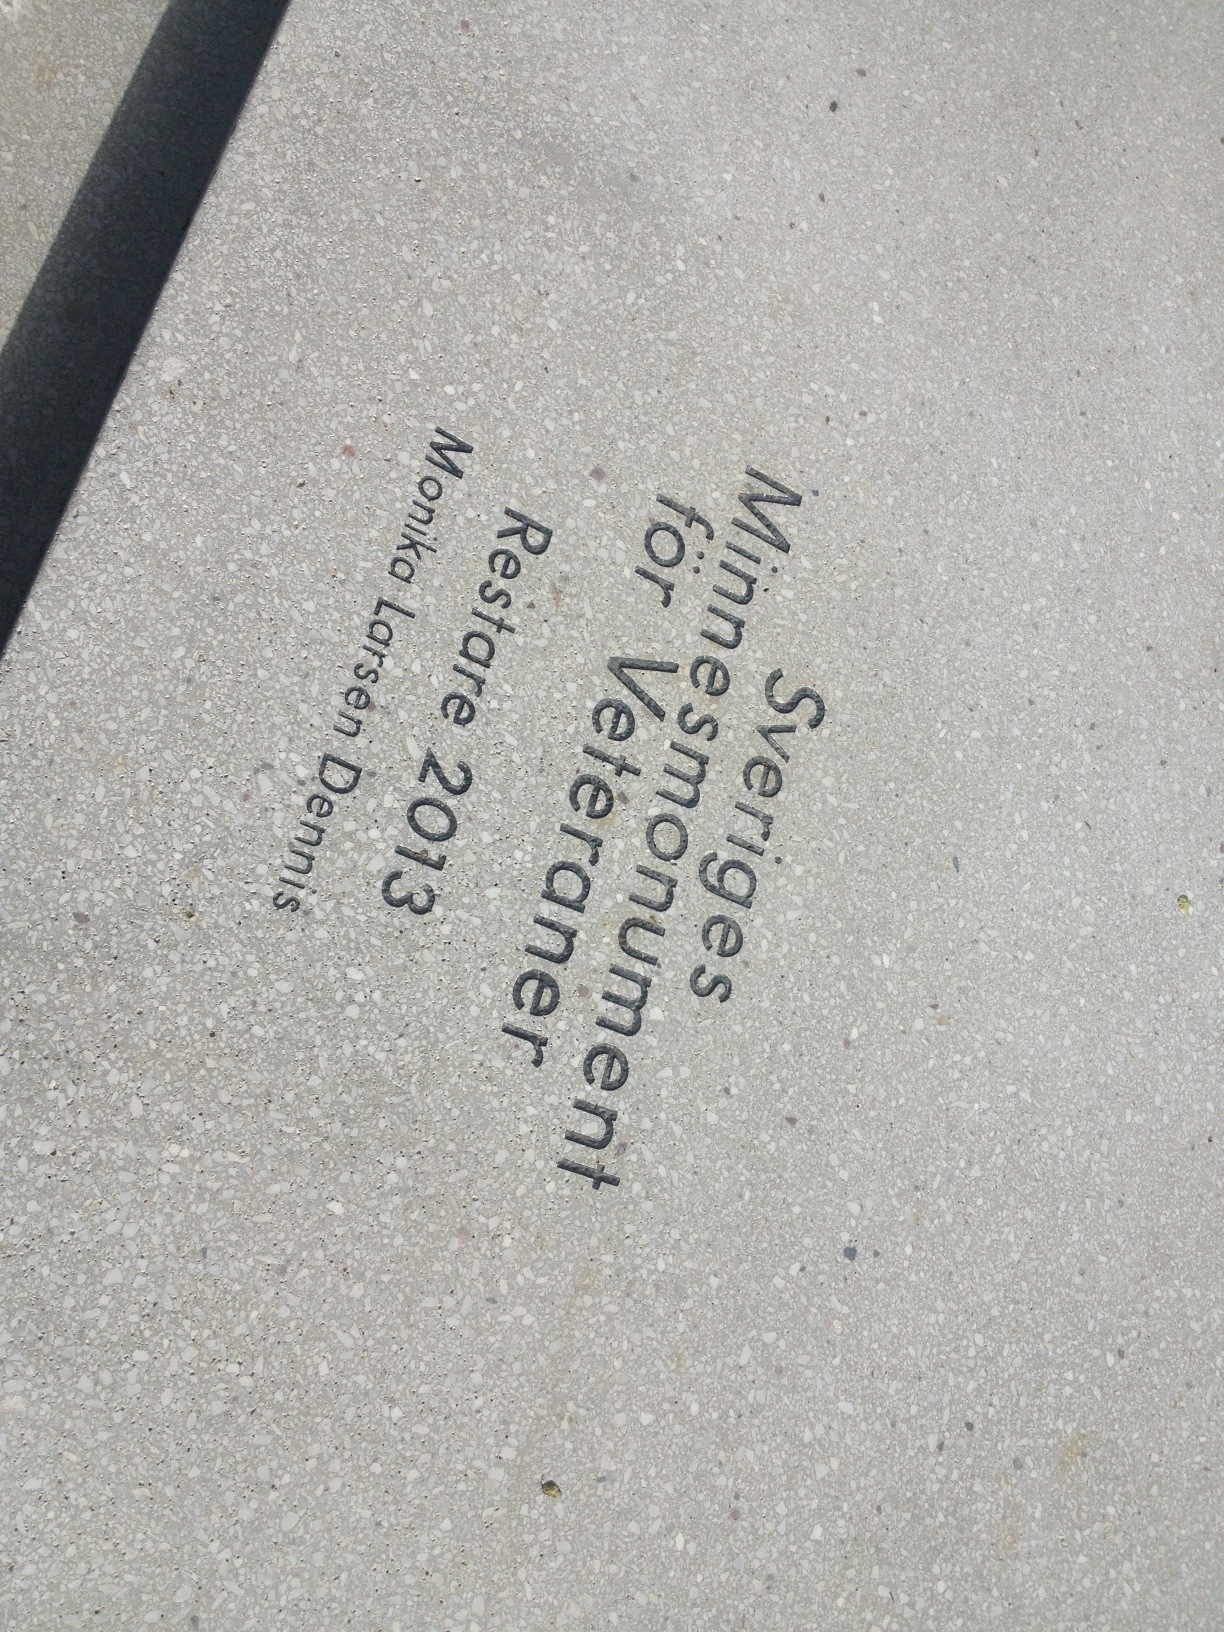 Sveriges
Minnesmonument
för Veteraner
Restare 2013
Monika Larsen Dennis